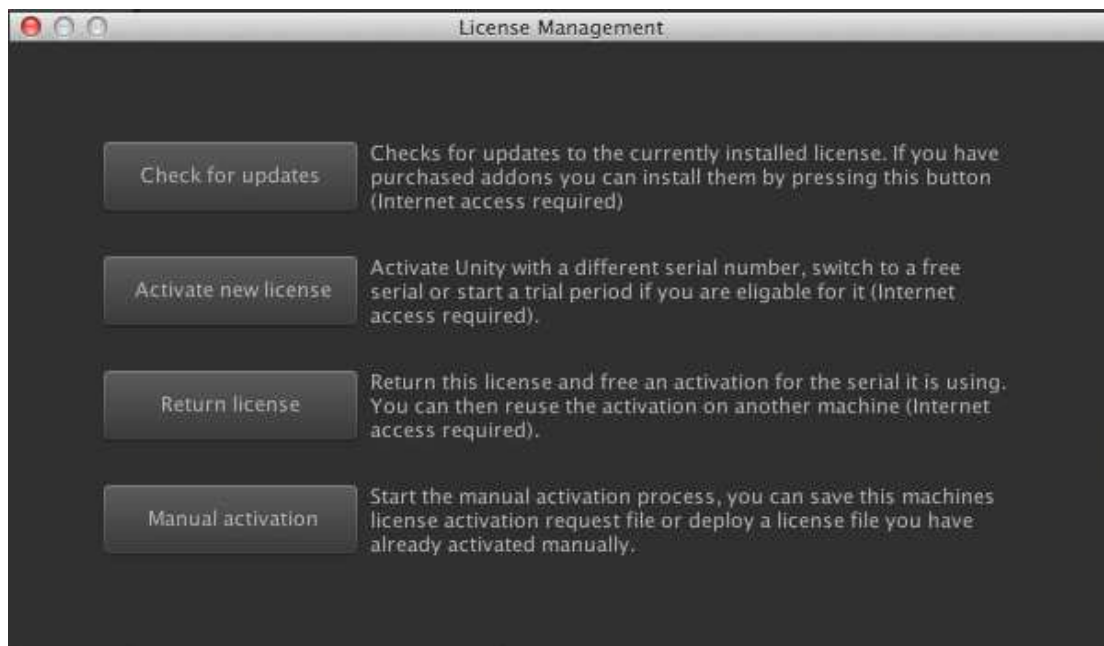 License Management
Check for updates
Checks for updates to the currently installed license. If you have
purchased addons you can install them by pressing this button
(Internet access required)
Activate new license
Activate Unity with a different serial number, switch to a free
serial or start a trial period if you are eligable for it (Internet
access required).
Return license
Return this license and free an activation for the serial it is using.
You can then reuse the activation on another machine (Internet
access required).
Manual activation
Start the manual activation process, you can save this machines
license activation request file or deploy a license file you have
already activated manually.